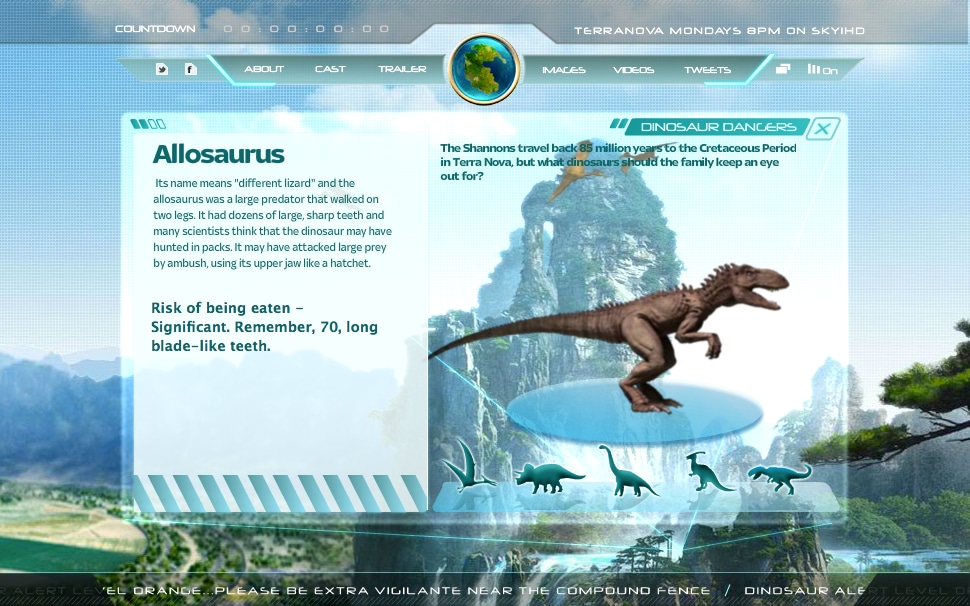 COUNTDOWN 00:00:00:00
TERRANOVA MONDAYS 8PM ON SKY1HD
ABOUT CAST TRAILER IMAGES VIDEOS TWEETS On
DINOSAUR DANGERS
Allosaurus
Its name means "different lizard" and the
allosaurus was a large predator that walked on
two legs. It had dozens of large, sharp teeth and
many scientists think that the dinosaur may have
hunted in packs. It may have attacked large prey
by ambush, using its upper jaw like a hatchet.
Risk of being eaten –
Significant. Remember, 70, long
blade-like teeth.
The Shannons travel back 85 million years to the Cretaceous Period
in Terra Nova, but what dinosaurs should the family keep an eye
out for?
ALERT LEVEL ORANGE...PLEASE BE EXTRA VIGILANTE NEAR THE COMPOUND FENCE / DINOSAUR ALERT LEVEL O